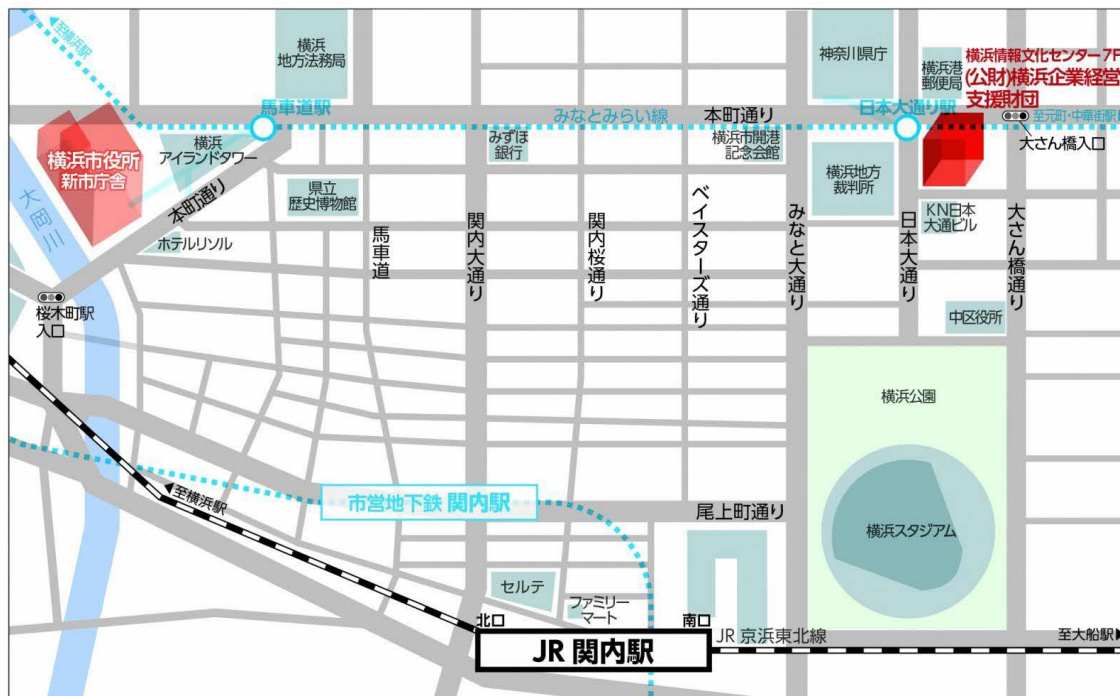 至横浜駅
横浜
地方法務局
神奈川県庁
横浜港
郵便局
横浜情報文化センター 7F
(公財)横浜企業経営
支援財団
馬車道駅
みなとみらい線
本町通り
日本大通り駅
至元町・中華街駅
大さん橋入口
横浜市役所
新市庁舎
横浜
アイランドタワー
みずほ
銀行
横浜市開港
記念会館
横浜地方
裁判所
大岡川
本町通り
県立
歴史博物館
ホテルリソル
馬車道
関内大通り
関内桜通り
ベイスターズ通り
みなと大通り
日本大通り
KN日本
大通ビル
大さん橋通り
桜木町駅
入口
中区役所
横浜公園
至横浜駅
市営地下鉄 関内駅
尾上町通り
横浜スタジアム
セルテ
ファミリー
マート
北口
南口
JR 関内駅
JR 京浜東北線
至大船駅